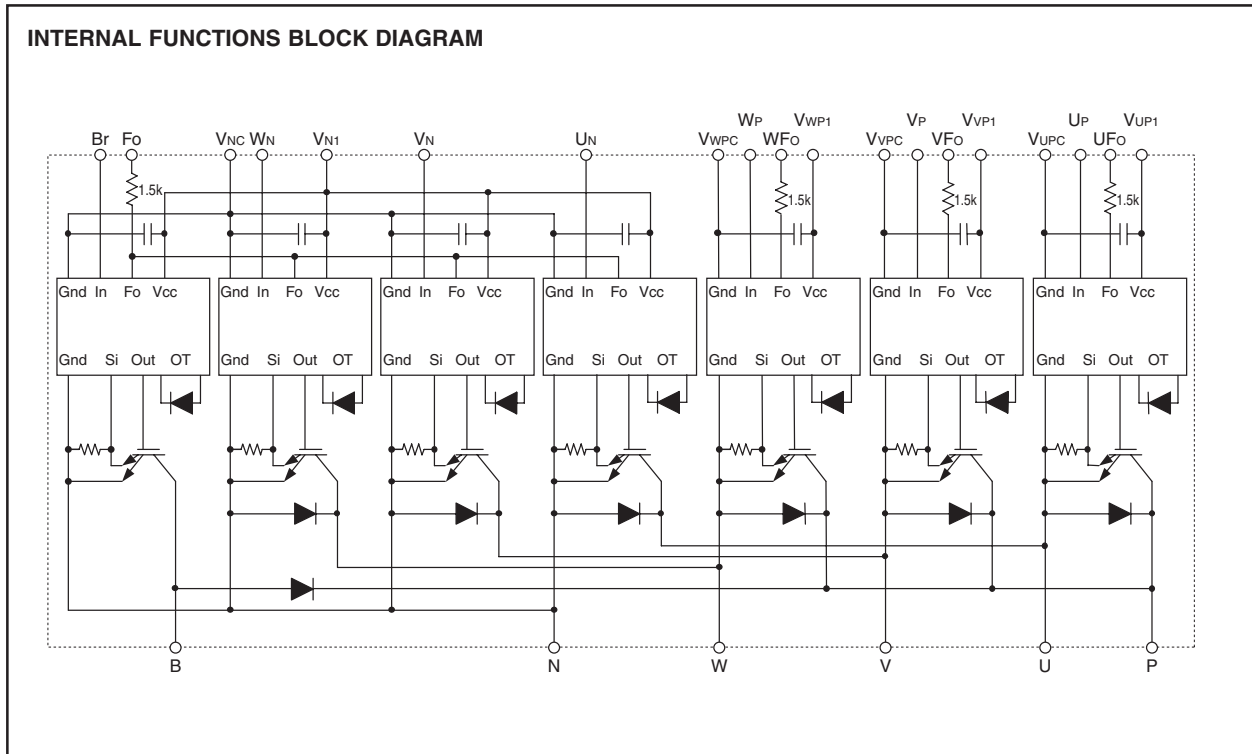 INTERNAL FUNCTIONS BLOCK DIAGRAM
WP VWP1 VP VVP1 UP VUP1
Br FO VNC WN VN1 VN UN VWPC WFO VVPC VFO VUPC UFO
1.5k 1.5k 1.5k 1.5k
Gnd In Fo Vcc Gnd In Fo Vcc Gnd In Fo Vcc Gnd In Fo Vcc Gnd In Fo Vcc Gnd In Fo Vcc Gnd In Fo Vcc
Gnd Si Out OT Gnd Si Out OT Gnd Si Out OT Gnd Si Out OT Gnd Si Out OT Gnd Si Out OT Gnd Si Out OT
B N W V U P